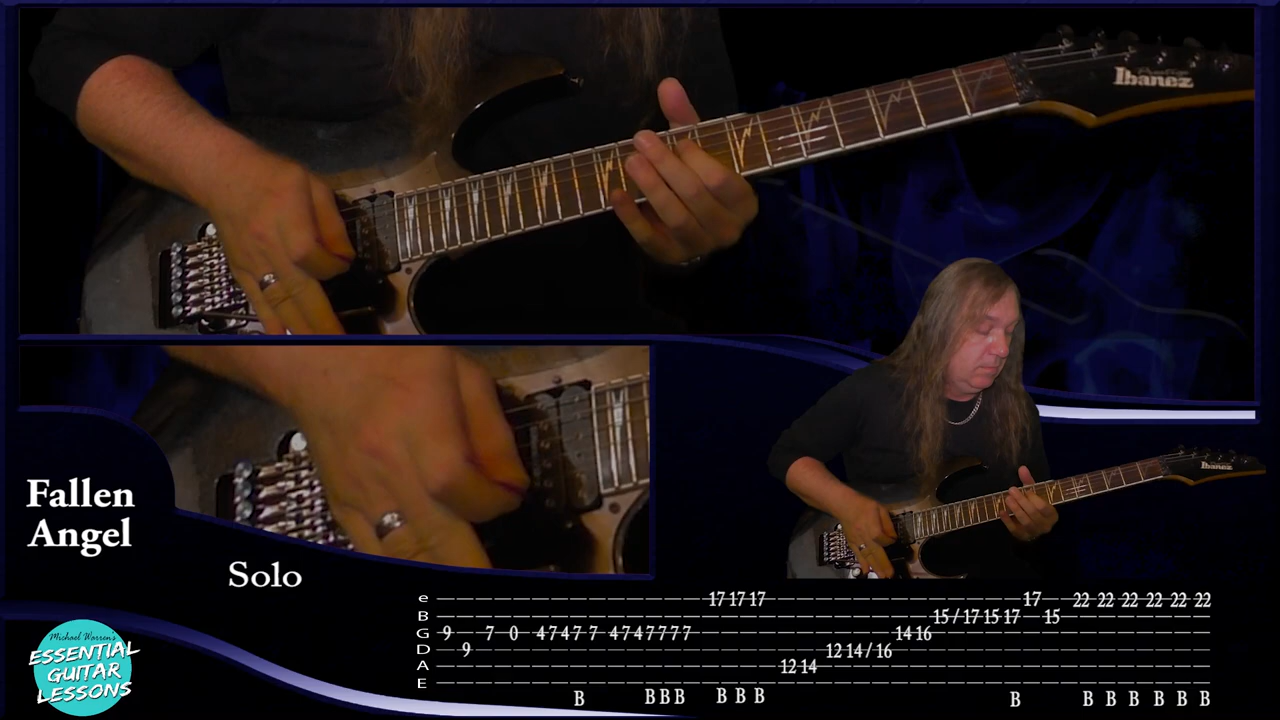 Prestige
Ibanez
Ibanez
Fallen
Angel
Solo
e 17 17 17 17 22 22 22 22 22 22
B 15 / 17 15 17 15
G 9 7 0 4 7 4 7 7 4 7 4 7 7 7 7 14 16
D 9 12 14 / 16
A 12 14
E
B B B B B B B B B B B B B B
Michael Warren's
ESSENTIAL
GUITAR
LESSONS